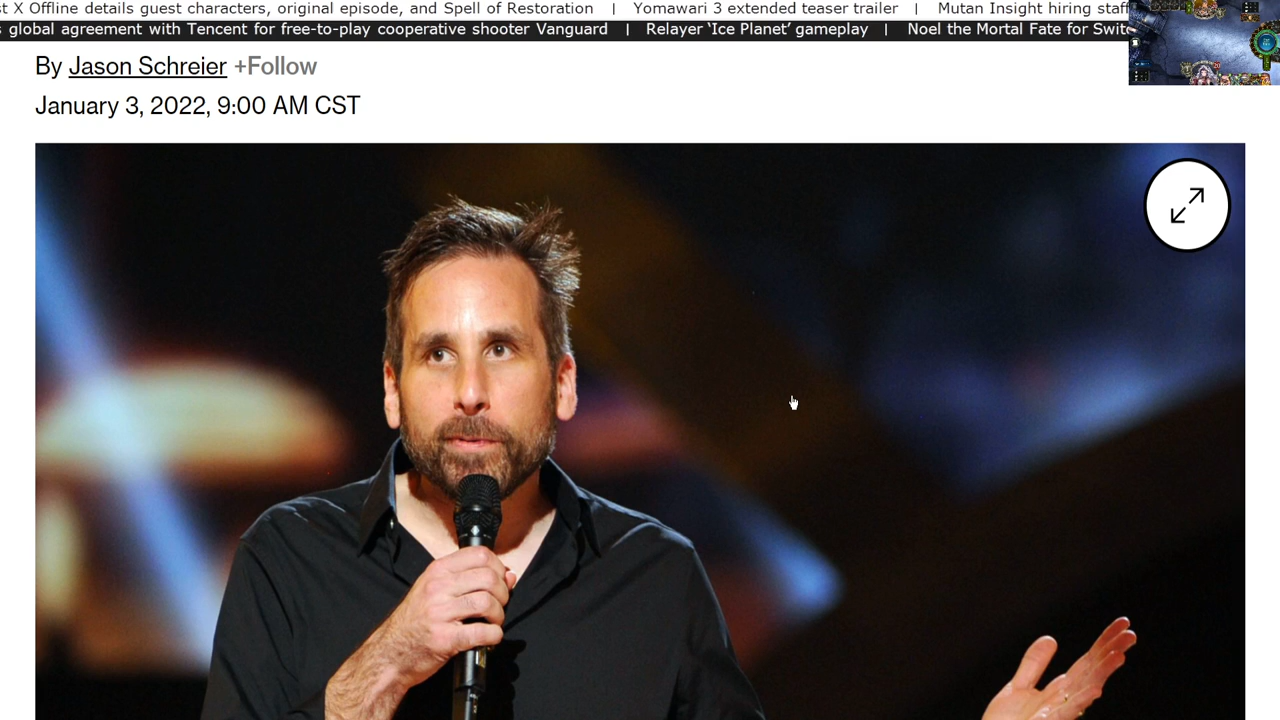 st X Offline details guest characters, original episode, and Spell of Restoration | Yomawari 3 extended teaser trailer | Mutan Insight hiring staff
s global agreement with Tencent for free-to-play cooperative shooter Vanguard | Relayer ‘Ice Planet’ gameplay | Noel the Mortal Fate for Switc
By Jason Schreier +Follow
January 3, 2022, 9:00 AM CST